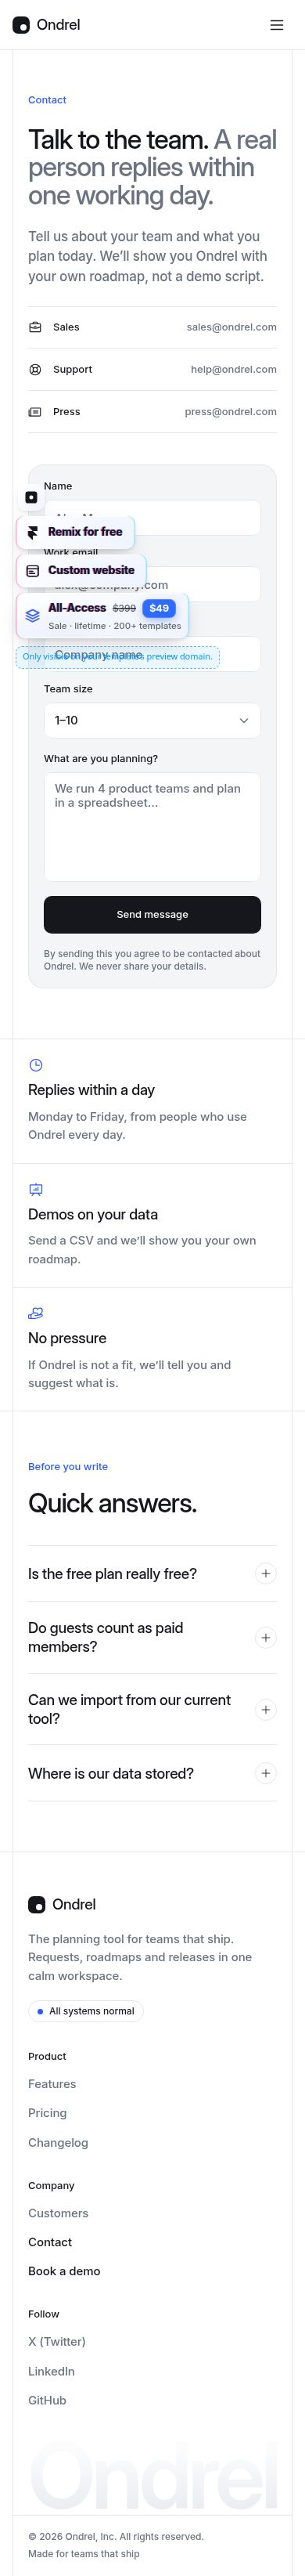 Ondrel
Contact
Talk to the team. A real
person replies within
one working day.
Tell us about your team and what you
plan today. We'll show you Ondrel with
your own roadmap, not a demo script.
Sales sales@ondrel.com
Support help@ondrel.com
Press press@ondrel.com
Name
Remix for free
Work email
Custom website
All-Access $399 $49
Sale · lifetime · 200+ templates
Only visible on your template's preview domain.
Company name
Team size
1–10
What are you planning?
We run 4 product teams and plan
in a spreadsheet...
Send message
By sending this you agree to be contacted about
Ondrel. We never share your details.
Replies within a day
Monday to Friday, from people who use
Ondrel every day.
Demos on your data
Send a CSV and we'll show you your own
roadmap.
No pressure
If Ondrel is not a fit, we'll tell you and
suggest what is.
Before you write
Quick answers.
Is the free plan really free?
Do guests count as paid
members?
Can we import from our current
tool?
Where is our data stored?
Ondrel
The planning tool for teams that ship.
Requests, roadmaps and releases in one
calm workspace.
All systems normal
Product
Features
Pricing
Changelog
Company
Customers
Contact
Book a demo
Follow
X (Twitter)
LinkedIn
GitHub
Ondrel
© 2026 Ondrel, Inc. All rights reserved.
Made for teams that ship